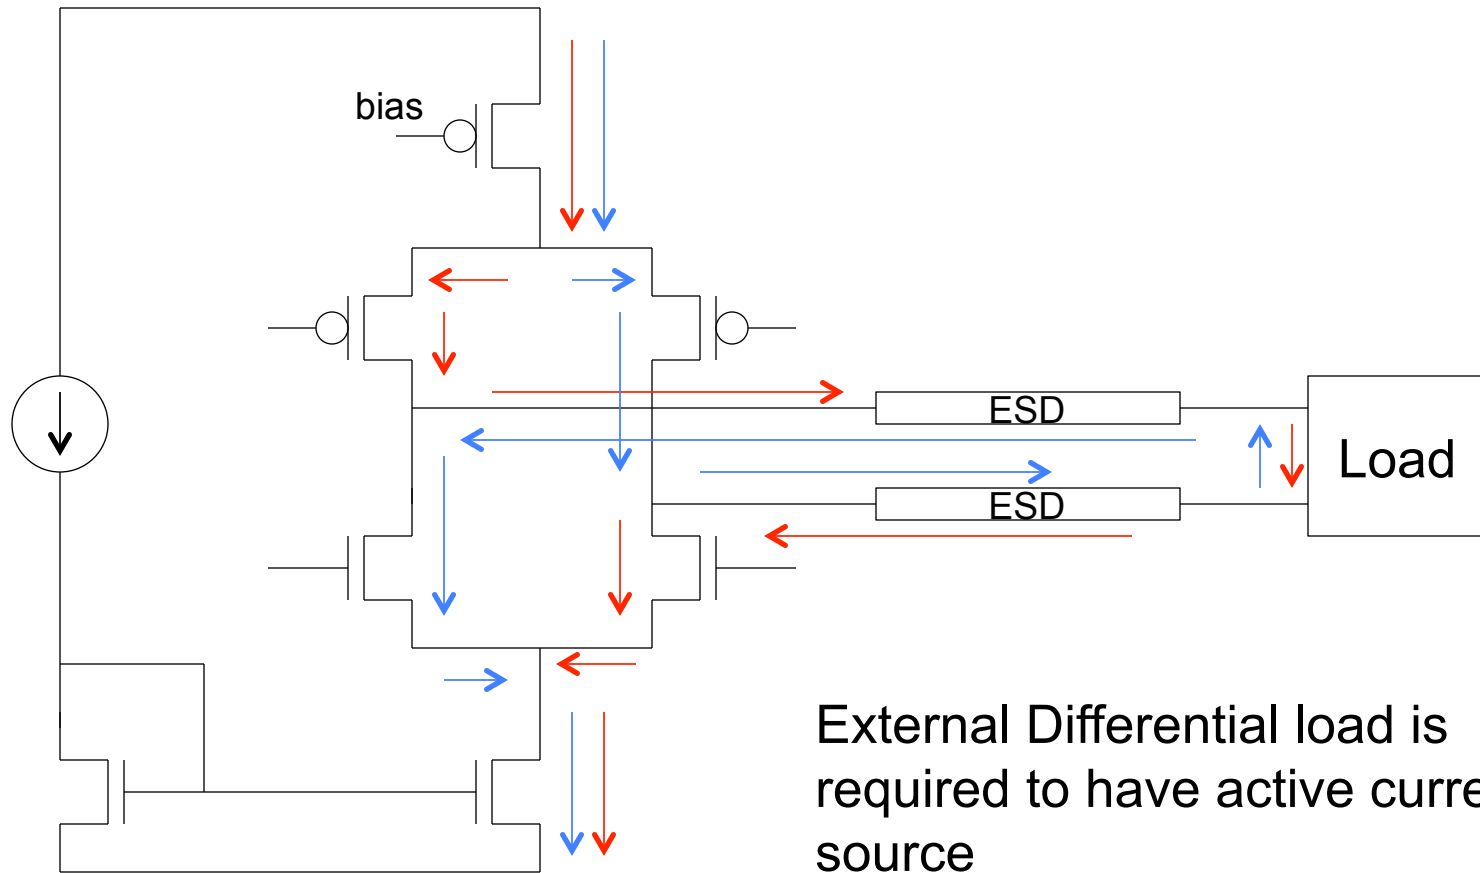 bias
ESD
ESD
Load
External Differential load is
required to have active curre
source